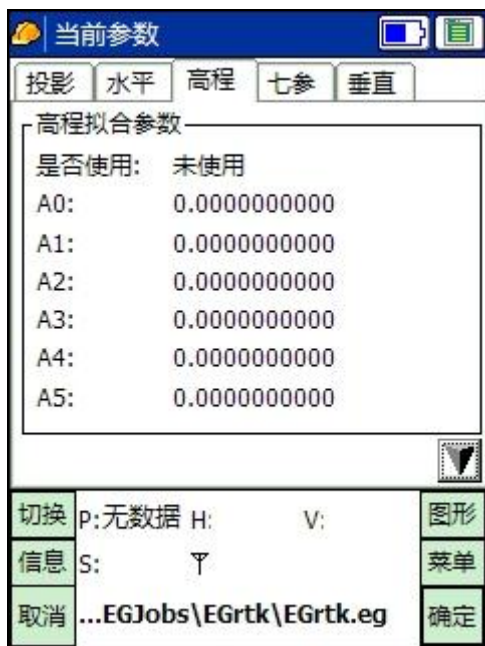 当前参数
投影 水平 高程 七参 垂直
高程拟合参数
是否使用: 未使用
A0: 0.0000000000
A1: 0.0000000000
A2: 0.0000000000
A3: 0.0000000000
A4: 0.0000000000
A5: 0.0000000000
切换 P:无数据 H: V: 图形
信息 S: 菜单
取消 ...EGJobs\EGrtk\EGrtk.eg 确定